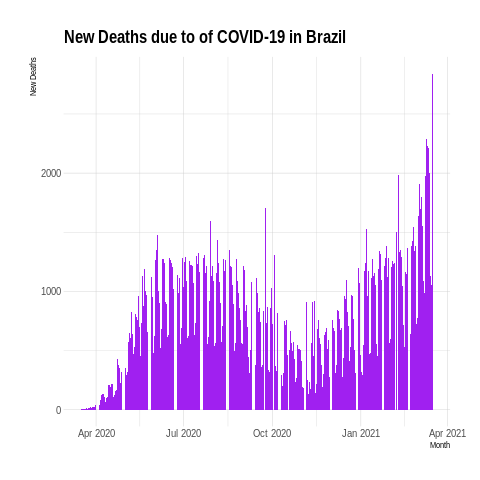 New Deaths due to of COVID-19 in Brazil
New Deaths
2000
1000
0
Apr 2020 Jul 2020 Oct 2020 Jan 2021 Apr 2021
Month